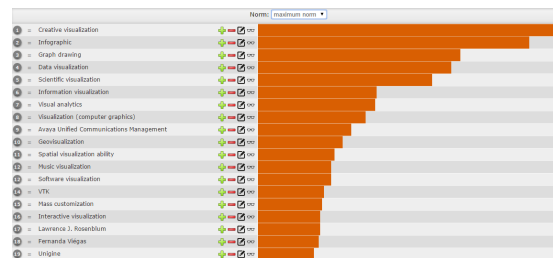 Norm: maximum norm
1 = Creative visualization
2 = Infographic
3 = Graph drawing
4 = Data visualization
5 = Scientific visualization
6 = Information visualization
7 = Visual analytics
8 = Visualization (computer graphics)
9 = Avaya Unified Communications Management
10 = Geovisualization
11 = Spatial visualization ability
12 = Music visualization
13 = Software visualization
14 = VTK
15 = Mass customization
16 = Interactive visualization
17 = Lawrence J. Rosenblum
18 = Fernanda Viégas
19 = Unigine